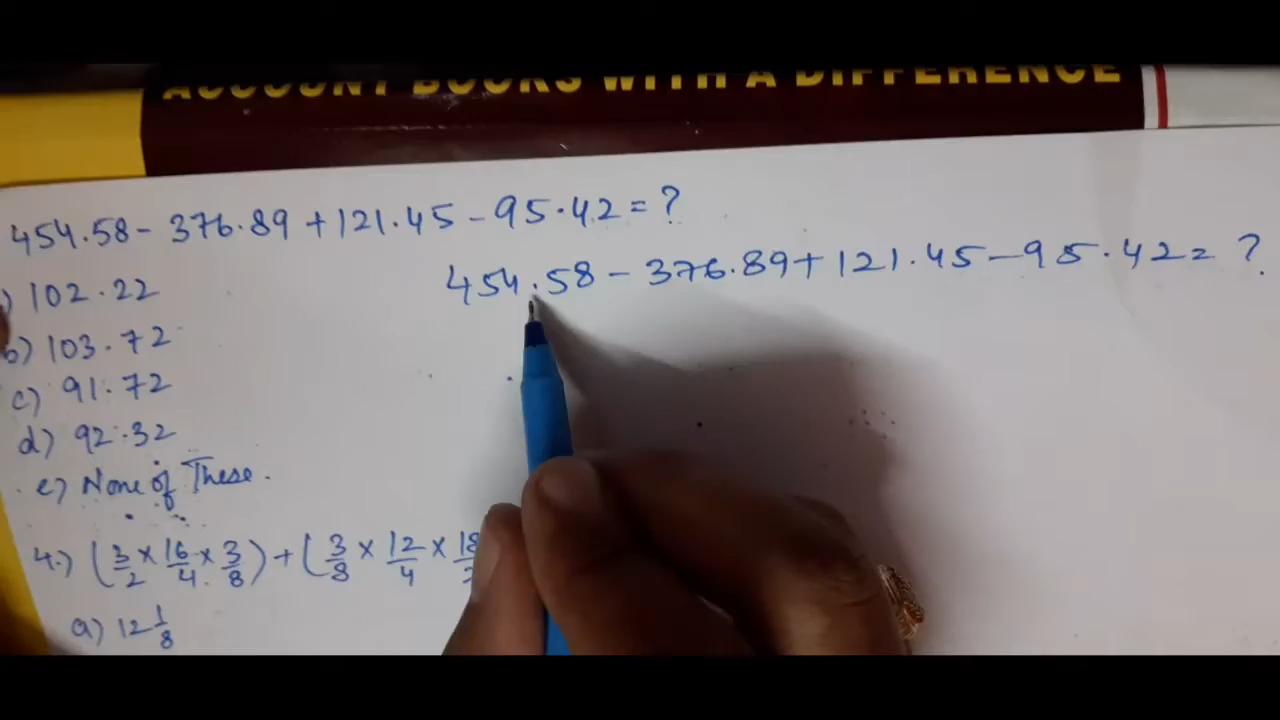 ACCOUNT BOOKS WITH A DIFFERENCE
454.58 - 376.89 + 121.45 - 95.42 = ?
454.58 - 376.89 + 121.45 - 95.42 = ?
) 102.22
b) 103.72
c) 91.72
d) 92.32
e) None of These.
4.) (3/2 × 16/4 × 3/8) + (3/8 × 12/4 × 18
a) 12 1/8